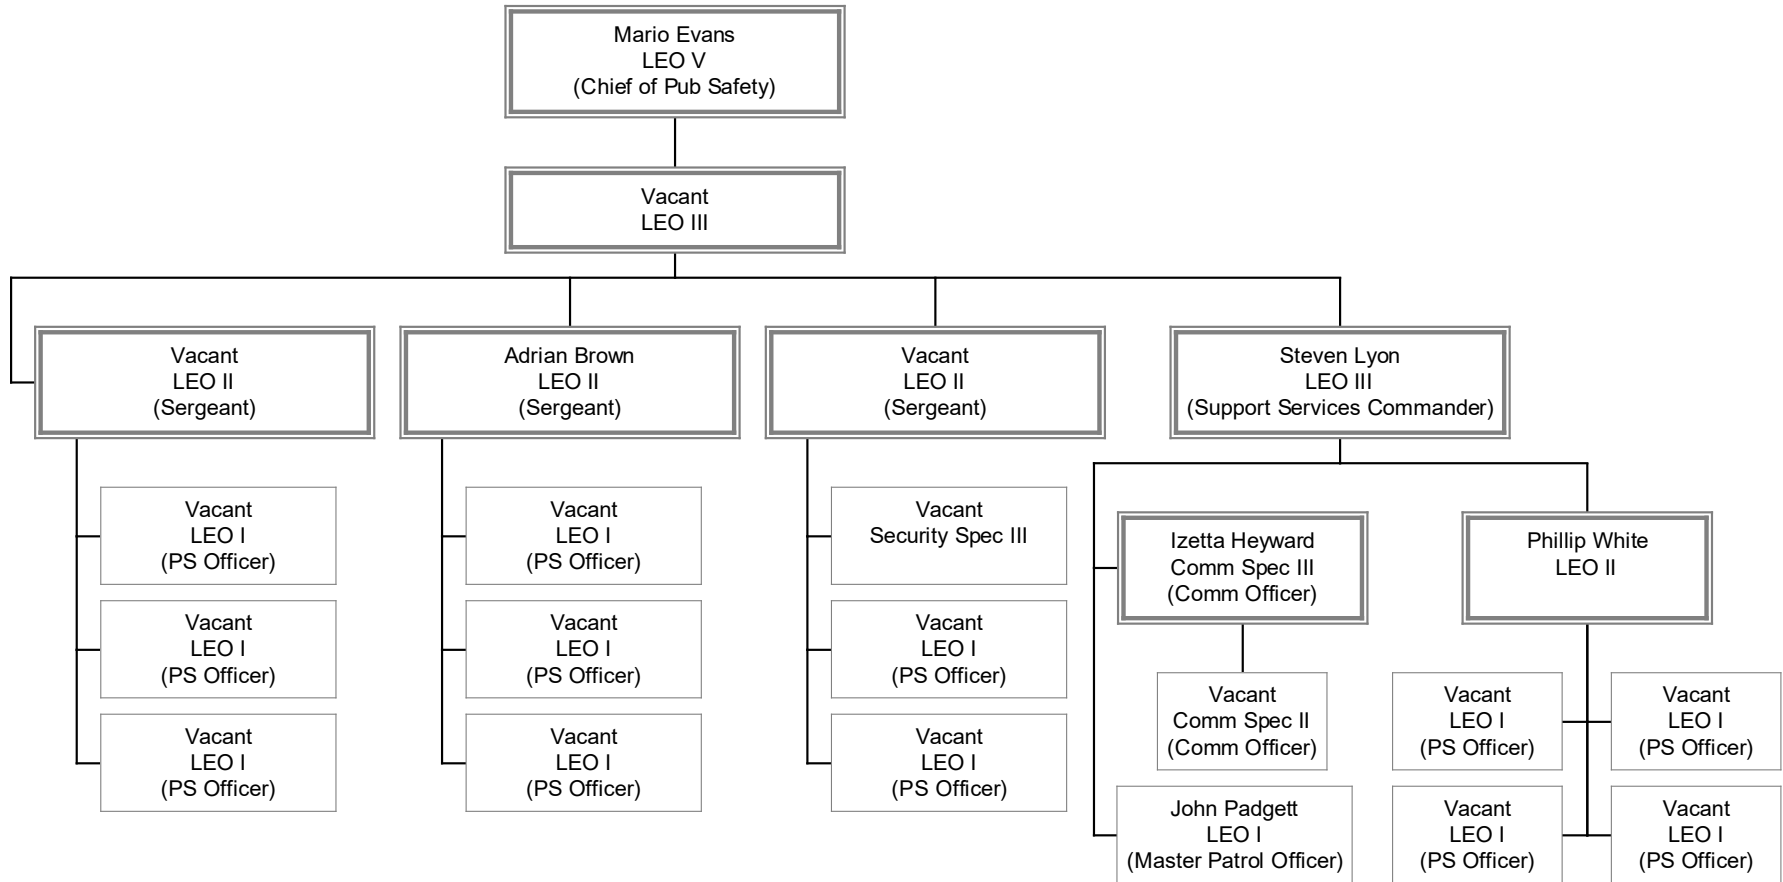 Mario Evans
LEO V
(Chief of Pub Safety)
Vacant
LEO III
Vacant
LEO II
(Sergeant)
Adrian Brown
LEO II
(Sergeant)
Vacant
LEO II
(Sergeant)
Steven Lyon
LEO III
(Support Services Commander)
Vacant
LEO I
(PS Officer)
Vacant
LEO I
(PS Officer)
Vacant
LEO I
(PS Officer)
Vacant
LEO I
(PS Officer)
Vacant
LEO I
(PS Officer)
Vacant
LEO I
(PS Officer)
Vacant
Security Spec III
Vacant
LEO I
(PS Officer)
Vacant
LEO I
(PS Officer)
Izetta Heyward
Comm Spec III
(Comm Officer)
Vacant
Comm Spec II
(Comm Officer)
John Padgett
LEO I
(Master Patrol Officer)
Phillip White
LEO II
Vacant
LEO I
(PS Officer)
Vacant
LEO I
(PS Officer)
Vacant
LEO I
(PS Officer)
Vacant
LEO I
(PS Officer)